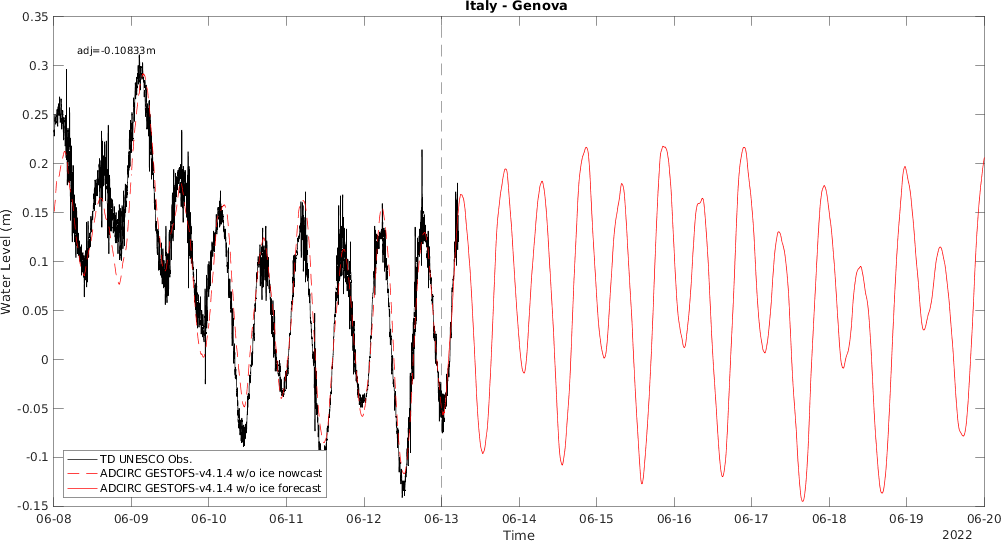 Italy - Genova
adj=-0.10833m
0.35
0.3
0.25
0.2
0.15
0.1
0.05
0
-0.05
-0.1
-0.15
Water Level (m)
TD UNESCO Obs.
ADCIRC GESTOFS-v4.1.4 w/o ice nowcast
ADCIRC GESTOFS-v4.1.4 w/o ice forecast
06-08 06-09 06-10 06-11 06-12 06-13 06-14 06-15 06-16 06-17 06-18 06-19 06-20
Time
2022